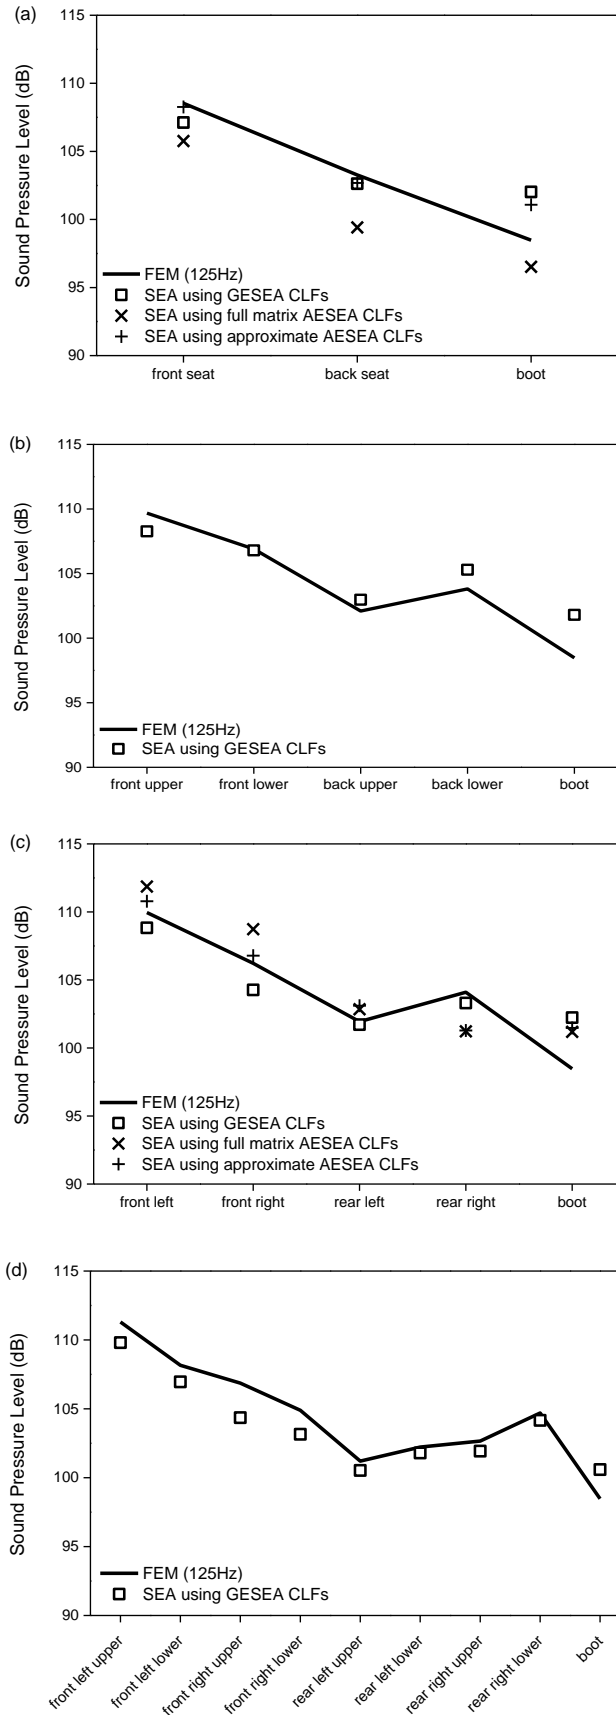 (a)
115
110
105
100
95
90
Sound Pressure Level (dB)
FEM (125Hz)
SEA using GESEA CLFs
SEA using full matrix AESEA CLFs
SEA using approximate AESEA CLFs
front seat back seat boot
(b)
115
110
105
100
95
90
Sound Pressure Level (dB)
FEM (125Hz)
SEA using GESEA CLFs
front upper front lower back upper back lower boot
(c)
115
110
105
100
95
90
Sound Pressure Level (dB)
FEM (125Hz)
SEA using GESEA CLFs
SEA using full matrix AESEA CLFs
SEA using approximate AESEA CLFs
front left front right rear left rear right boot
(d)
115
110
105
100
95
90
Sound Pressure Level (dB)
FEM (125Hz)
SEA using GESEA CLFs
front left upper
front left lower
front right upper
front right lower
rear left upper
rear left lower
rear right upper
rear right lower
boot